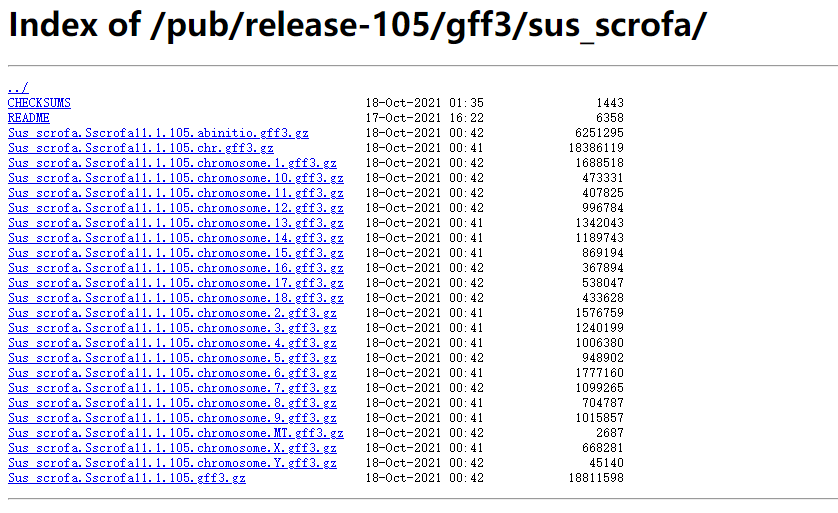 Index of /pub/release-105/gff3/sus_scrofa/
../
CHECKSUMS 18-Oct-2021 01:35 1443
README 17-Oct-2021 16:22 6358
Sus_scrofa.Sscrofa11.1.105.abinitio.gff3.gz 18-Oct-2021 00:42 6251295
Sus_scrofa.Sscrofa11.1.105.chr.gff3.gz 18-Oct-2021 00:41 18386119
Sus_scrofa.Sscrofa11.1.105.chromosome.1.gff3.gz 18-Oct-2021 00:42 1688518
Sus_scrofa.Sscrofa11.1.105.chromosome.10.gff3.gz 18-Oct-2021 00:42 473331
Sus_scrofa.Sscrofa11.1.105.chromosome.11.gff3.gz 18-Oct-2021 00:42 407825
Sus_scrofa.Sscrofa11.1.105.chromosome.12.gff3.gz 18-Oct-2021 00:42 996784
Sus_scrofa.Sscrofa11.1.105.chromosome.13.gff3.gz 18-Oct-2021 00:41 1342043
Sus_scrofa.Sscrofa11.1.105.chromosome.14.gff3.gz 18-Oct-2021 00:41 1189743
Sus_scrofa.Sscrofa11.1.105.chromosome.15.gff3.gz 18-Oct-2021 00:41 869194
Sus_scrofa.Sscrofa11.1.105.chromosome.16.gff3.gz 18-Oct-2021 00:42 367894
Sus_scrofa.Sscrofa11.1.105.chromosome.17.gff3.gz 18-Oct-2021 00:42 538047
Sus_scrofa.Sscrofa11.1.105.chromosome.18.gff3.gz 18-Oct-2021 00:42 433628
Sus_scrofa.Sscrofa11.1.105.chromosome.2.gff3.gz 18-Oct-2021 00:41 1576759
Sus_scrofa.Sscrofa11.1.105.chromosome.3.gff3.gz 18-Oct-2021 00:41 1240199
Sus_scrofa.Sscrofa11.1.105.chromosome.4.gff3.gz 18-Oct-2021 00:41 1006380
Sus_scrofa.Sscrofa11.1.105.chromosome.5.gff3.gz 18-Oct-2021 00:42 948902
Sus_scrofa.Sscrofa11.1.105.chromosome.6.gff3.gz 18-Oct-2021 00:41 1777160
Sus_scrofa.Sscrofa11.1.105.chromosome.7.gff3.gz 18-Oct-2021 00:42 1099265
Sus_scrofa.Sscrofa11.1.105.chromosome.8.gff3.gz 18-Oct-2021 00:41 704787
Sus_scrofa.Sscrofa11.1.105.chromosome.9.gff3.gz 18-Oct-2021 00:41 1015857
Sus_scrofa.Sscrofa11.1.105.chromosome.MT.gff3.gz 18-Oct-2021 00:42 2687
Sus_scrofa.Sscrofa11.1.105.chromosome.X.gff3.gz 18-Oct-2021 00:41 668281
Sus_scrofa.Sscrofa11.1.105.chromosome.Y.gff3.gz 18-Oct-2021 00:42 45140
Sus_scrofa.Sscrofa11.1.105.gff3.gz 18-Oct-2021 00:42 18811598